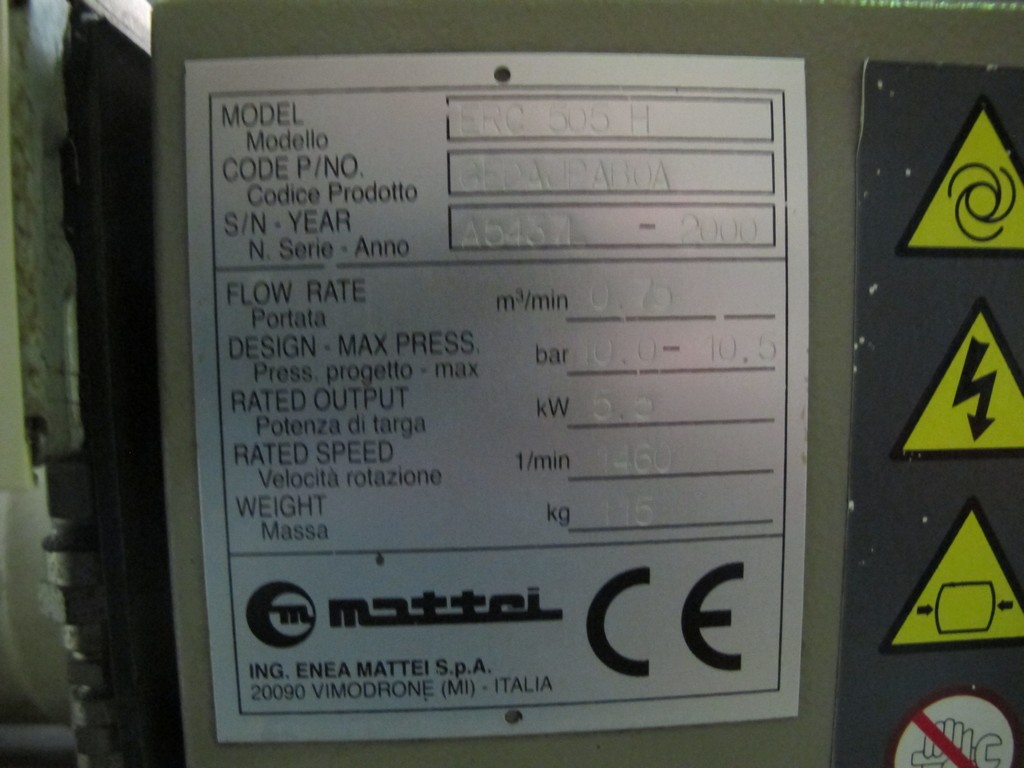 MODEL ERC 505 H
Modello
CODE P/NO.
Codice Prodotto
S/N - YEAR - 2000
N. Serie - Anno
FLOW RATE m³/min 0.75
Portata
DESIGN - MAX PRESS. bar 10.0 - 10.5
Press. progetto - max
RATED OUTPUT kW 5.5
Potenza di targa
RATED SPEED 1/min 1460
Velocità rotazione
WEIGHT kg 115
Massa
m mattei CE
ING. ENEA MATTEI S.p.A.
20090 VIMODRONE (MI) - ITALIA